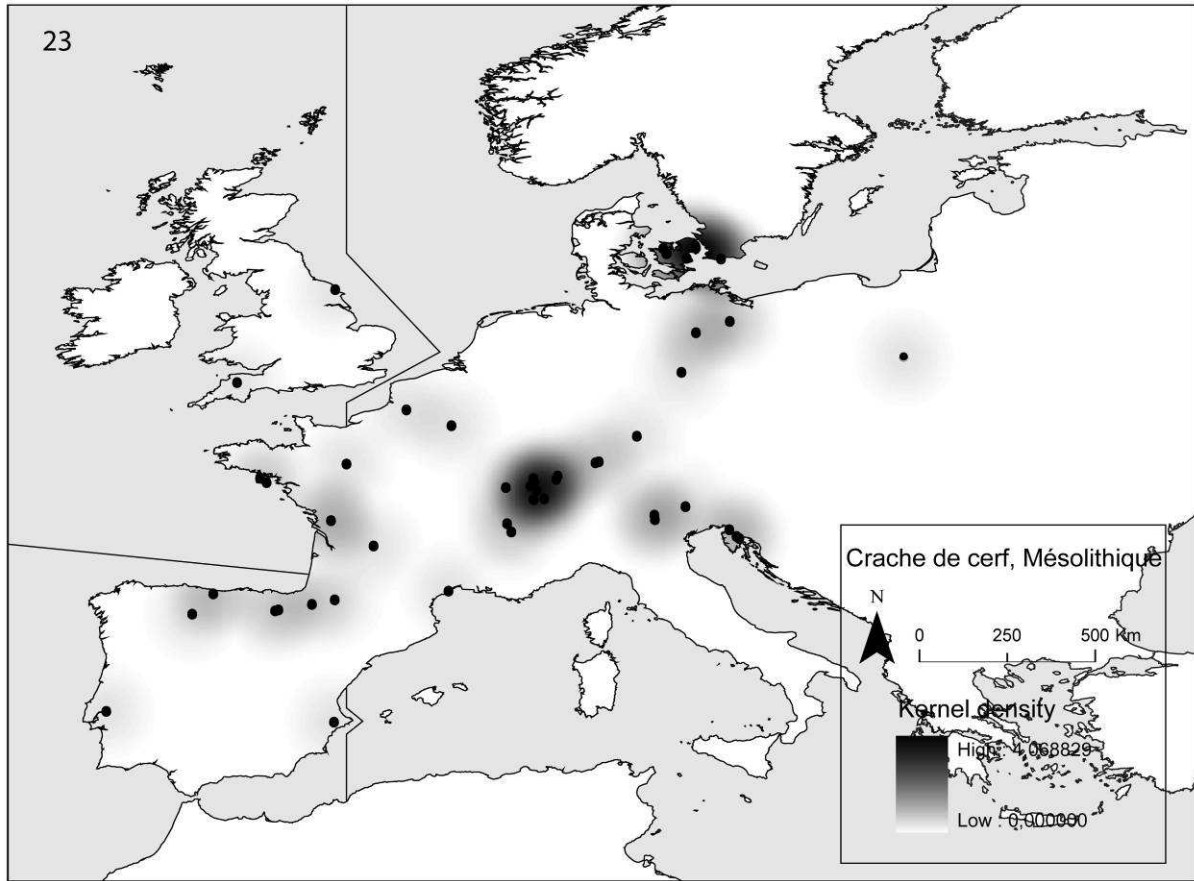 23
Crache de cerf, Mésolithique
N
0 250 500 Km
Kernel density
High : 4,068829
Low : 0,000000